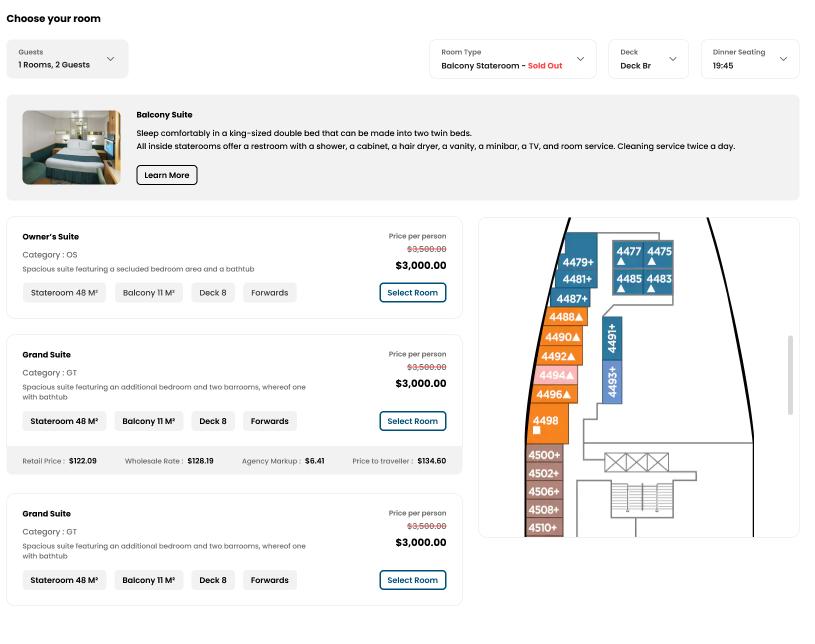 Choose your room
Guests
1 Rooms, 2 Guests
Room Type
Balcony Stateroom - Sold Out
Deck
Deck Br
Dinner Seating
19:45
Balcony Suite
Sleep comfortably in a king-sized double bed that can be made into two twin beds.
All inside staterooms offer a restroom with a shower, a cabinet, a hair dryer, a vanity, a minibar, a TV, and room service. Cleaning service twice a day.
Learn More
Owner's Suite
Price per person
$3,500.00
Category : OS
$3,000.00
Spacious suite featuring a secluded bedroom area and a bathtub
Stateroom 48 M² Balcony 11 M² Deck 8 Forwards Select Room
Grand Suite
Price per person
$3,500.00
Category : GT
$3,000.00
Spacious suite featuring an additional bedroom and two barrooms, whereof one
with bathtub
Stateroom 48 M² Balcony 11 M² Deck 8 Forwards Select Room
Retail Price : $122.09 Wholesale Rate : $128.19 Agency Markup : $6.41 Price to traveller : $134.60
Grand Suite
Price per person
$3,500.00
Category : GT
$3,000.00
Spacious suite featuring an additional bedroom and two barrooms, whereof one
with bathtub
Stateroom 48 M² Balcony 11 M² Deck 8 Forwards Select Room
4477 4475
4479+
4481+
4485 4483
4487+
4488
4490
4492
4494
4496
4498
4491+
4493+
4500+
4502+
4506+
4508+
4510+